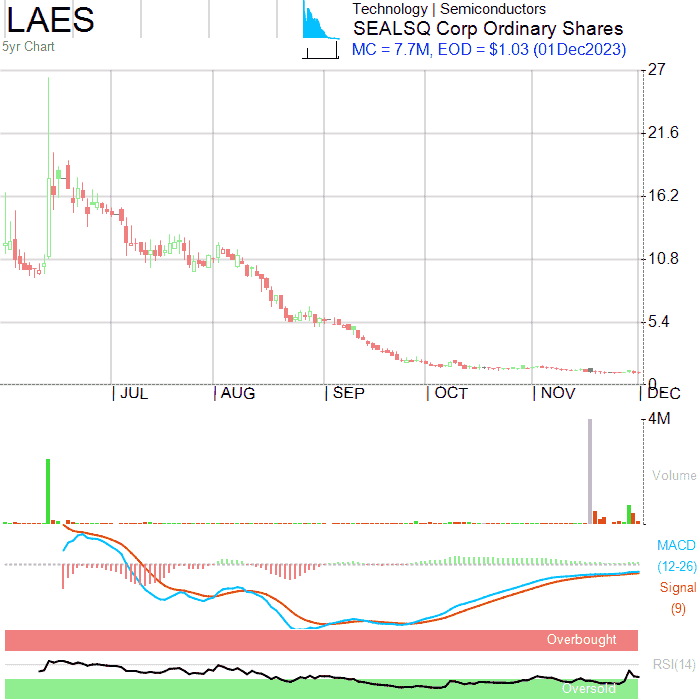 LAES
Technology | Semiconductors
SEALSQ Corp Ordinary Shares
5yr Chart
MC = 7.7M, EOD = $1.03 (01Dec2023)
27
21.6
16.2
10.8
5.4
0
JUL
AUG
SEP
OCT
NOV
DEC
4M
Volume
MACD
(12-26)
Signal
(9)
Overbought
RSI(14)
Oversold